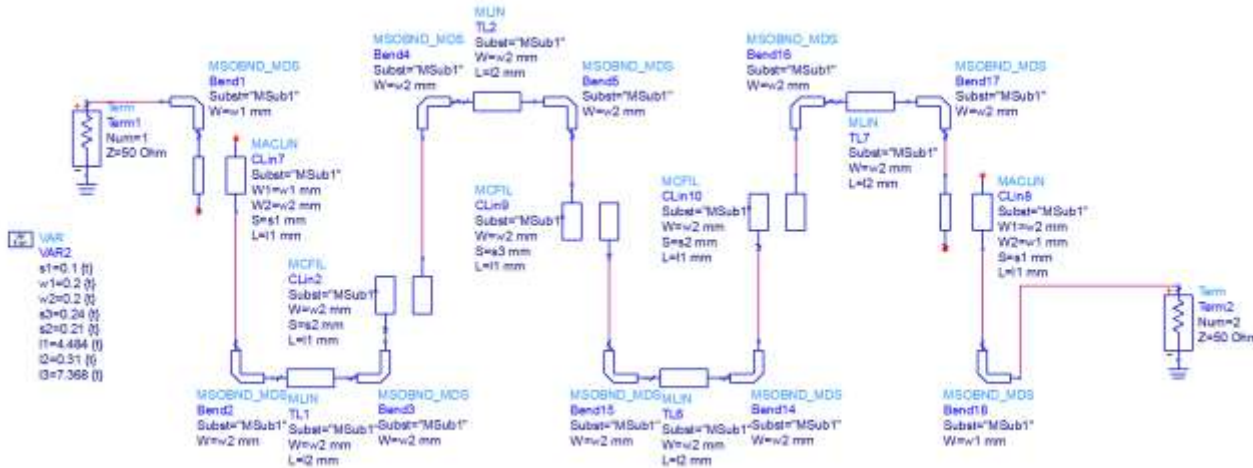 MLIN
TL2
Subst="MSub1"
W=w2 mm
L=l2 mm
MSOBND_MDS
Bend1
Subst="MSub1"
W=w1 mm
MSOBND_MDS
Bend4
Subst="MSub1"
W=w2 mm
MSOBND_MDS
Bend5
Subst="MSub1"
W=w2 mm
MSOBND_MDS
Bend16
Subst="MSub1"
W=w2 mm
MSOBND_MDS
Bend17
Subst="MSub1"
W=w2 mm
Term
Term1
Num=1
Z=50 Ohm
MACLIN
CLin7
Subst="MSub1"
W1=w1 mm
W2=w2 mm
S=s1 mm
L=l1 mm
MLIN
TL7
Subst="MSub1"
W=w2 mm
L=l2 mm
MCFIL
CLin9
Subst="MSub1"
W=w2 mm
S=s3 mm
L=l1 mm
MCFIL
CLin10
Subst="MSub1"
W=w2 mm
S=s2 mm
L=l1 mm
MACLIN
CLin8
Subst="MSub1"
W1=w2 mm
W2=w1 mm
S=s1 mm
L=l1 mm
VAR
VAR2
s1=0.1 {t}
w1=0.2 {t}
w2=0.2 {t}
s3=0.24 {t}
s2=0.21 {t}
l1=4.484 {t}
l2=0.31 {t}
l3=7.368 {t}
MCFIL
CLin2
Subst="MSub1"
W=w2 mm
S=s2 mm
L=l1 mm
Term
Term2
Num=2
Z=50 Ohm
MSOBND_MDS
Bend2
Subst="MSub1"
W=w2 mm
MLIN
TL1
Subst="MSub1"
W=w2 mm
L=l2 mm
MSOBND_MDS
Bend3
Subst="MSub1"
W=w2 mm
MSOBND_MDS
Bend15
Subst="MSub1"
W=w2 mm
MLIN
TL6
Subst="MSub1"
W=w2 mm
L=l2 mm
MSOBND_MDS
Bend14
Subst="MSub1"
W=w2 mm
MSOBND_MDS
Bend18
Subst="MSub1"
W=w1 mm